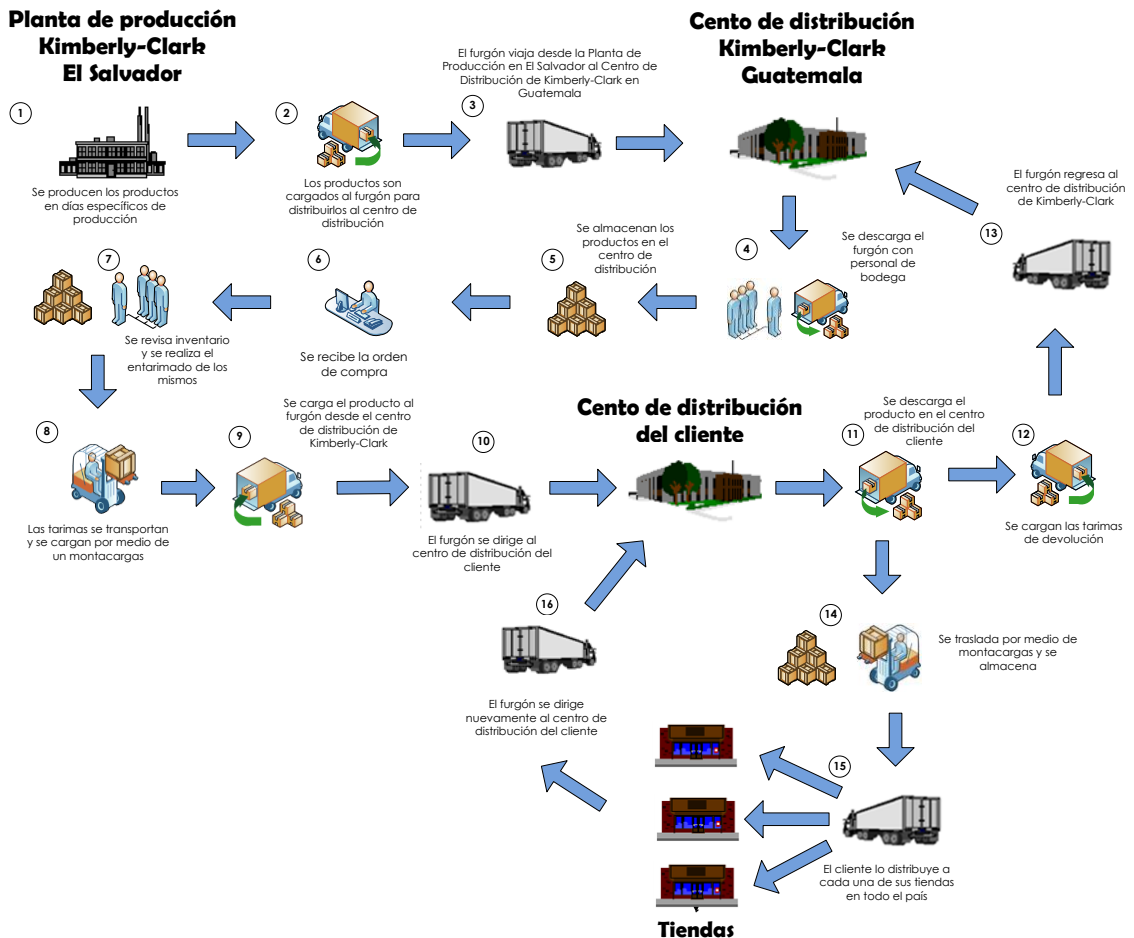 Planta de producción
Kimberly-Clark
El Salvador
Cento de distribución
Kimberly-Clark
Guatemala
1
Se producen los productos
en días específicos de
producción
2
Los productos son
cargados al furgón para
distribuirlos al centro de
distribución
El furgón viaja desde la Planta de
Producción en El Salvador al Centro de
Distribución de Kimberly-Clark en
Guatemala
3
4
Se descarga el
furgón con
personal de
bodega
Se almacenan los
productos en el
centro de
distribución
5
6
Se recibe la orden
de compra
7
Se revisa inventario
y se realiza el
entarimado de los
mismos
8
Las tarimas se transportan
y se cargan por medio de
un montacargas
9
Se carga el producto al
furgón desde el centro
de distribución de
Kimberly-Clark
10
El furgón se dirige al
centro de distribución del
cliente
Cento de distribución
del cliente
Se descarga el
producto en el centro
de distribución del
cliente
11
12
Se cargan las tarimas
de devolución
El furgón regresa al
centro de distribución
de Kimberly-Clark
13
14
Se traslada por medio de
montacargas y se
almacena
15
El cliente lo distribuye a
cada una de sus tiendas
en todo el país
Tiendas
16
El furgón se dirige
nuevamente al centro de
distribución del cliente